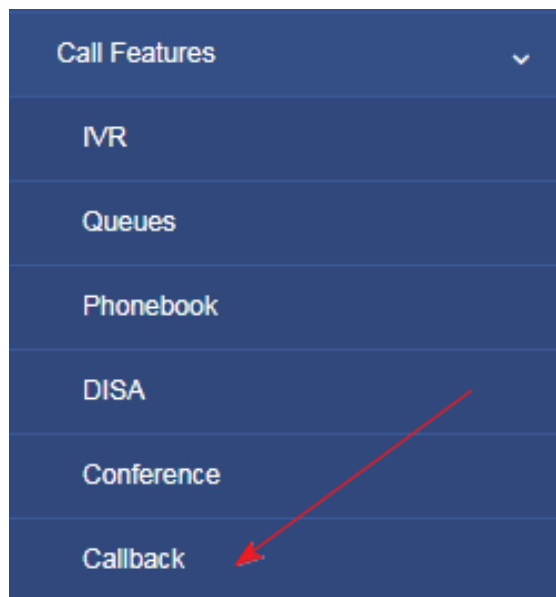 Call Features
IVR
Queues
Phonebook
DISA
Conference
Callback